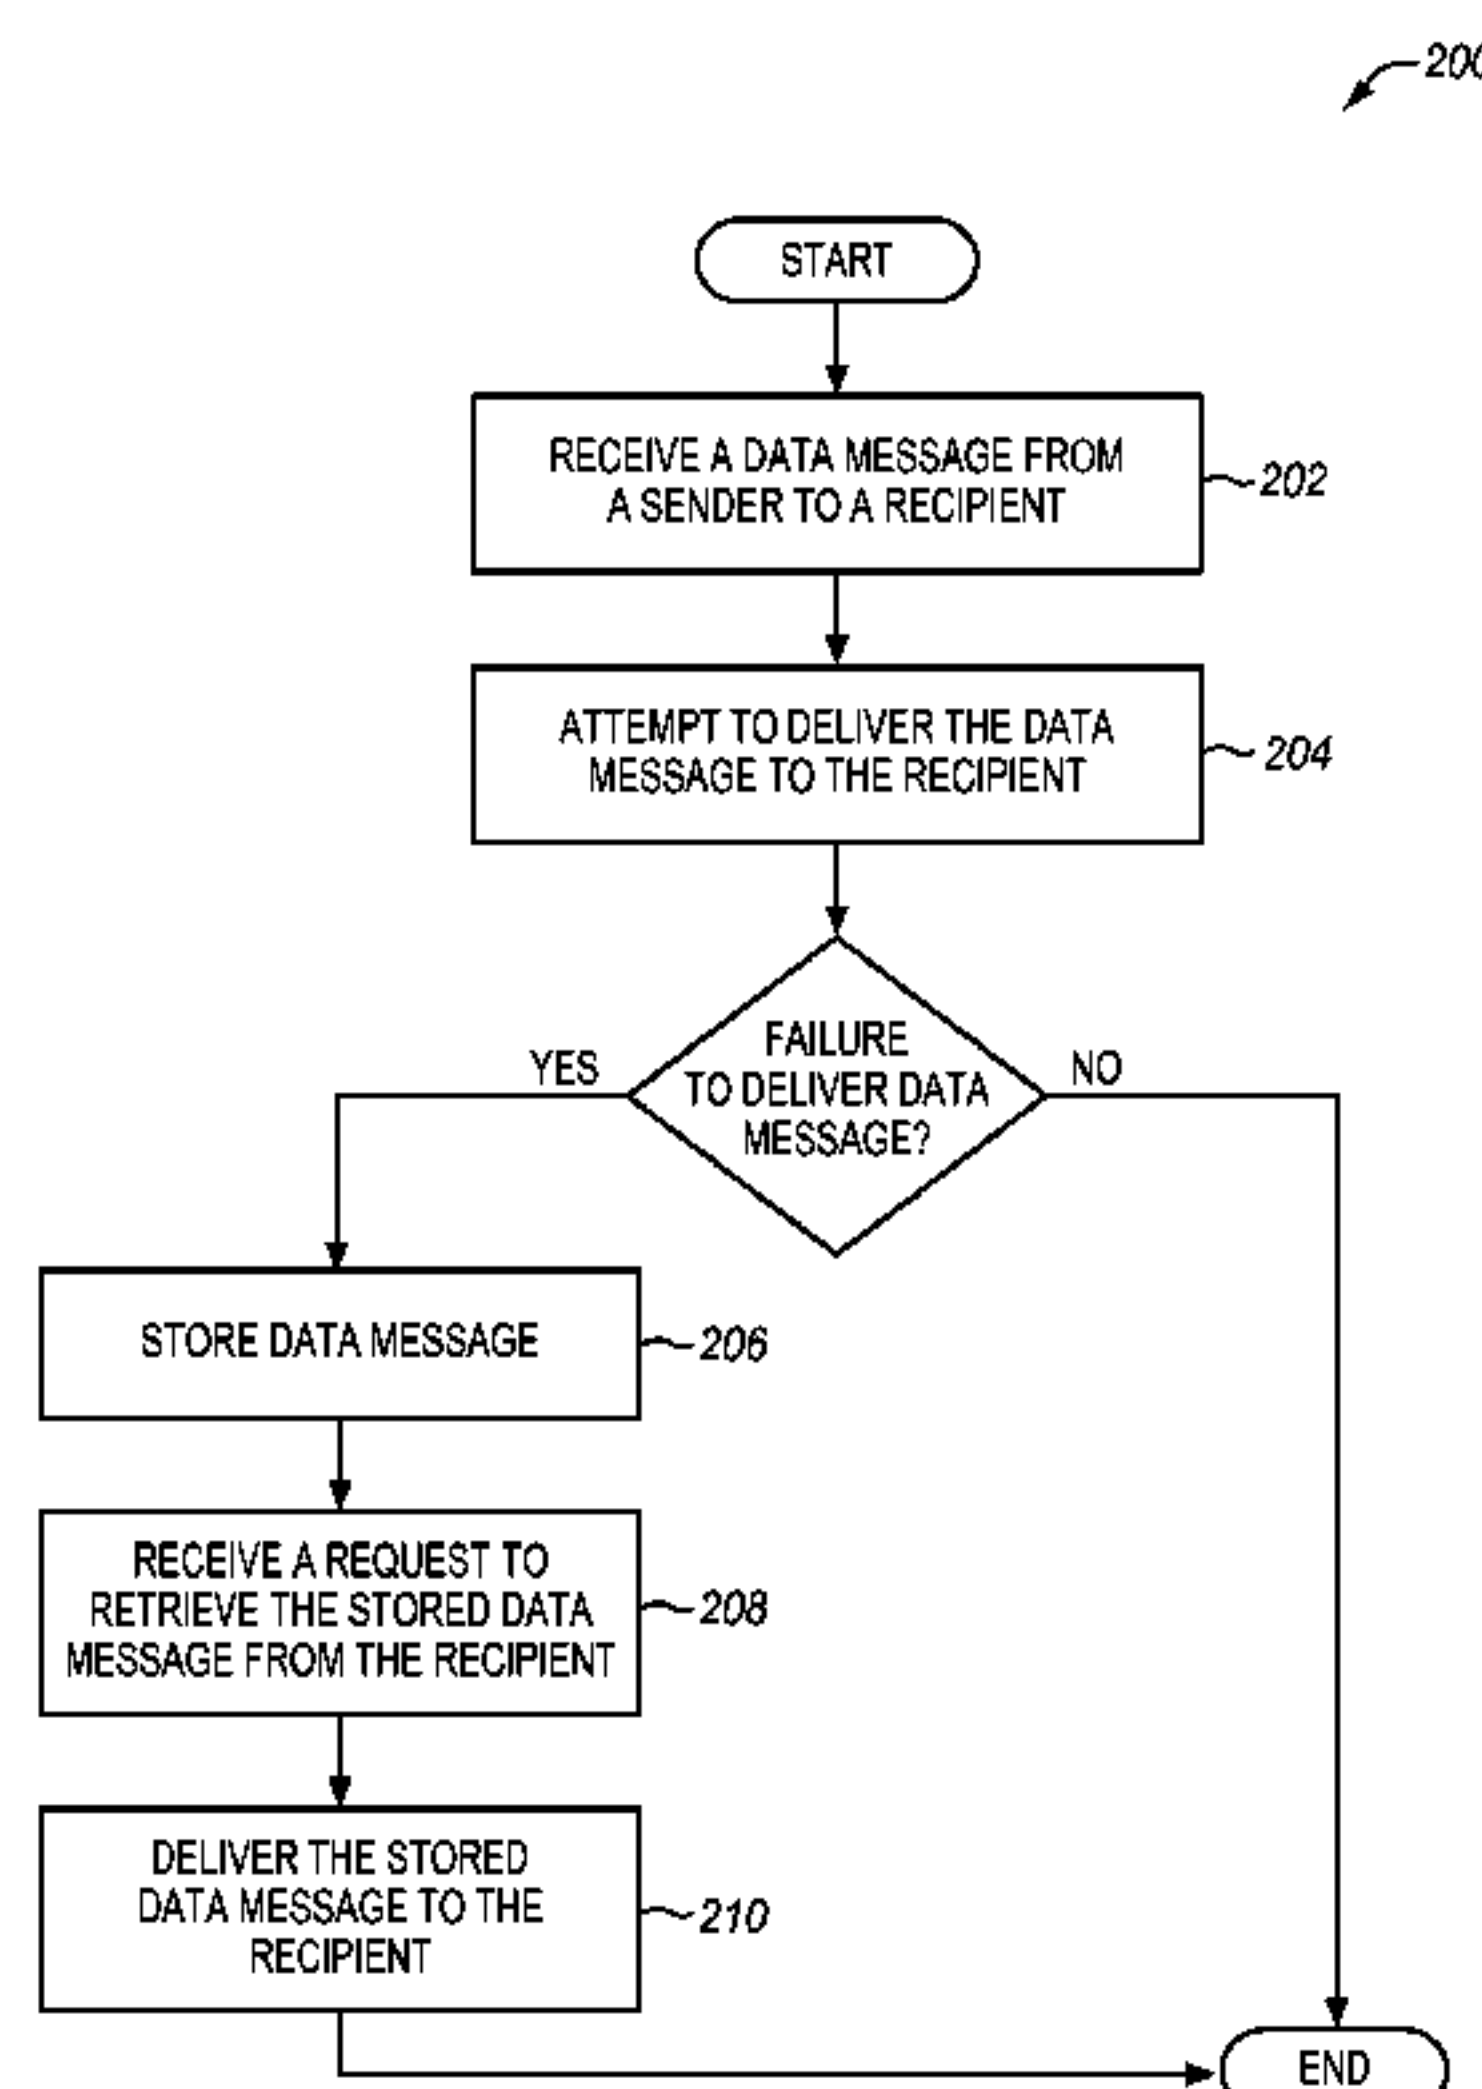 200
START
RECEIVE A DATA MESSAGE FROM
A SENDER TO A RECIPIENT
202
ATTEMPT TO DELIVER THE DATA
MESSAGE TO THE RECIPIENT
204
FAILURE
TO DELIVER DATA
MESSAGE?
YES
NO
STORE DATA MESSAGE
206
RECEIVE A REQUEST TO
RETRIEVE THE STORED DATA
MESSAGE FROM THE RECIPIENT
208
DELIVER THE STORED
DATA MESSAGE TO THE
RECIPIENT
210
END